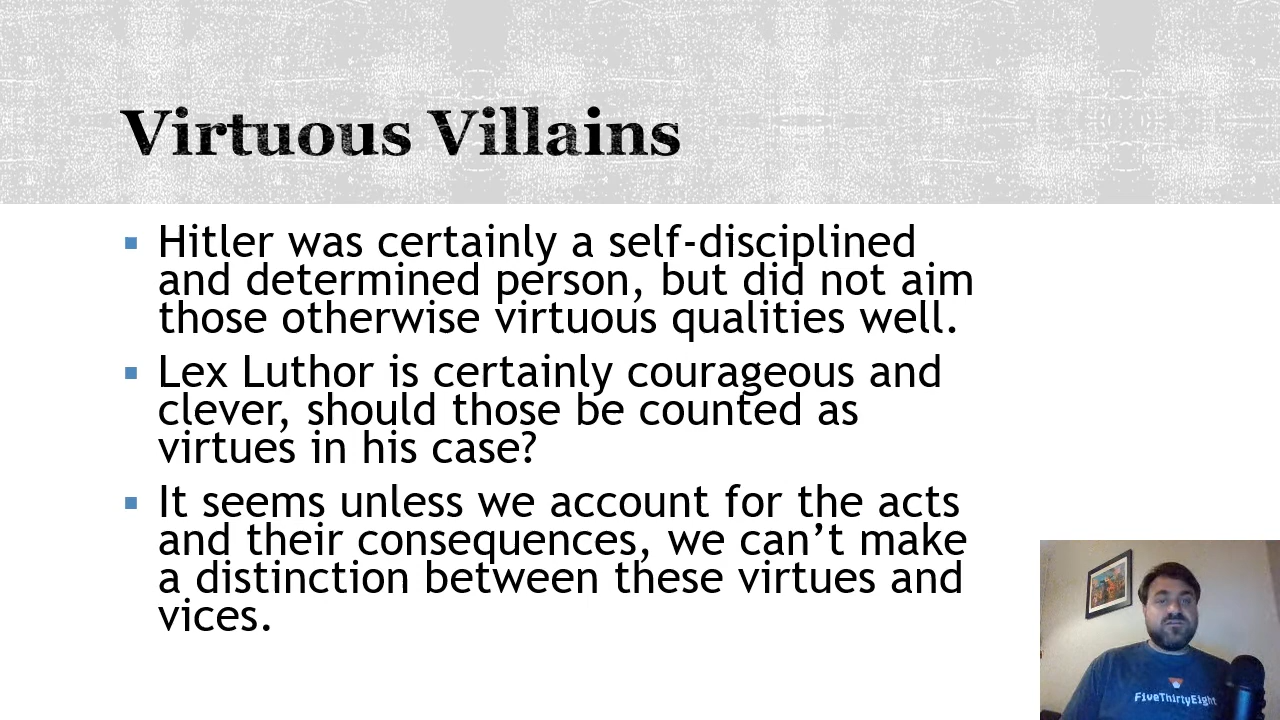 Virtuous Villains
Hitler was certainly a self-disciplined
and determined person, but did not aim
those otherwise virtuous qualities well.
Lex Luthor is certainly courageous and
clever, should those be counted as
virtues in his case?
It seems unless we account for the acts
and their consequences, we can’t make
a distinction between these virtues and
vices.
FiveThirtyEight